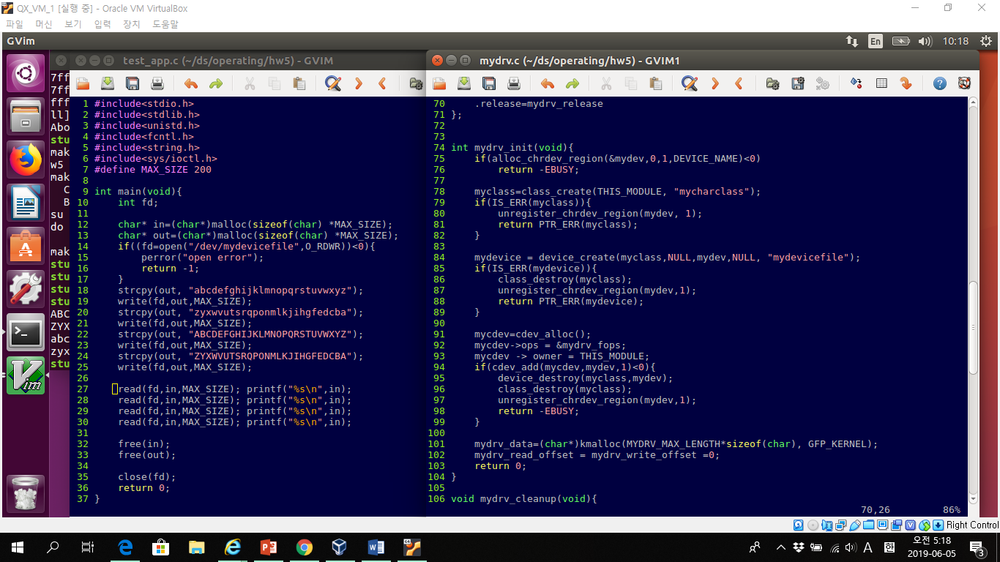 QX_VM_1 [실행 중] - Oracle VM VirtualBox
파일 머신 보기 입력 장치 도움말
GVim
En
10:18
test_app.c (~/ds/operating/hw5) - GVIM
7ff
7ff
fff
ll]
Abo
stu
mak
w5
mak
C
B
su
do
mak
stu
stu
stu
stu
ABC
ZYX
abc
zyx
stu
1 #include<stdio.h>
2 #include<stdlib.h>
3 #include<unistd.h>
4 #include<fcntl.h>
5 #include<string.h>
6 #include<sys/ioctl.h>
7 #define MAX_SIZE 200
8
9 int main(void){
10     int fd;
11
12     char* in=(char*)malloc(sizeof(char) *MAX_SIZE);
13     char* out=(char*)malloc(sizeof(char) *MAX_SIZE);
14     if((fd=open("/dev/mydevicefile",O_RDWR))<0){
15         perror("open error");
16         return -1;
17     }
18     strcpy(out, "abcdefghijklmnopqrstuvwxyz");
19     write(fd,out,MAX_SIZE);
20     strcpy(out, "zyxwvutsrqponmlkjihgfedcba");
21     write(fd,out,MAX_SIZE);
22     strcpy(out, "ABCDEFGHIJKLMNOPQRSTUVWXYZ");
23     write(fd,out,MAX_SIZE);
24     strcpy(out, "ZYXWVUTSRQPONMLKJIHGFEDCBA");
25     write(fd,out,MAX_SIZE);
26
27     read(fd,in,MAX_SIZE); printf("%s\n",in);
28     read(fd,in,MAX_SIZE); printf("%s\n",in);
29     read(fd,in,MAX_SIZE); printf("%s\n",in);
30     read(fd,in,MAX_SIZE); printf("%s\n",in);
31
32     free(in);
33     free(out);
34
35     close(fd);
36     return 0;
37 }
mydrv.c (~/ds/operating/hw5) - GVIM1
70     .release=mydrv_release
71 };
72
73
74 int mydrv_init(void){
75     if(alloc_chrdev_region(&mydev,0,1,DEVICE_NAME)<0)
76         return -EBUSY;
77
78     myclass=class_create(THIS_MODULE, "mycharclass");
79     if(IS_ERR(myclass)){
80         unregister_chrdev_region(mydev, 1);
81         return PTR_ERR(myclass);
82     }
83
84     mydevice = device_create(myclass,NULL,mydev,NULL, "mydevicefile");
85     if(IS_ERR(mydevice)){
86         class_destroy(myclass);
87         unregister_chrdev_region(mydev,1);
88         return PTR_ERR(mydevice);
89     }
90
91     mycdev=cdev_alloc();
92     mycdev->ops = &mydrv_fops;
93     mycdev -> owner = THIS_MODULE;
94     if(cdev_add(mycdev,mydev,1)<0){
95         device_destroy(myclass,mydev);
96         class_destroy(myclass);
97         unregister_chrdev_region(mydev,1);
98         return -EBUSY;
99     }
100
101     mydrv_data=(char*)kmalloc(MYDRV_MAX_LENGTH*sizeof(char), GFP_KERNEL);
102     mydrv_read_offset = mydrv_write_offset =0;
103     return 0;
104 }
105
106 void mydrv_cleanup(void){
70,26 86%
Right Control
A 한
오전 5:18
2019-06-05
3